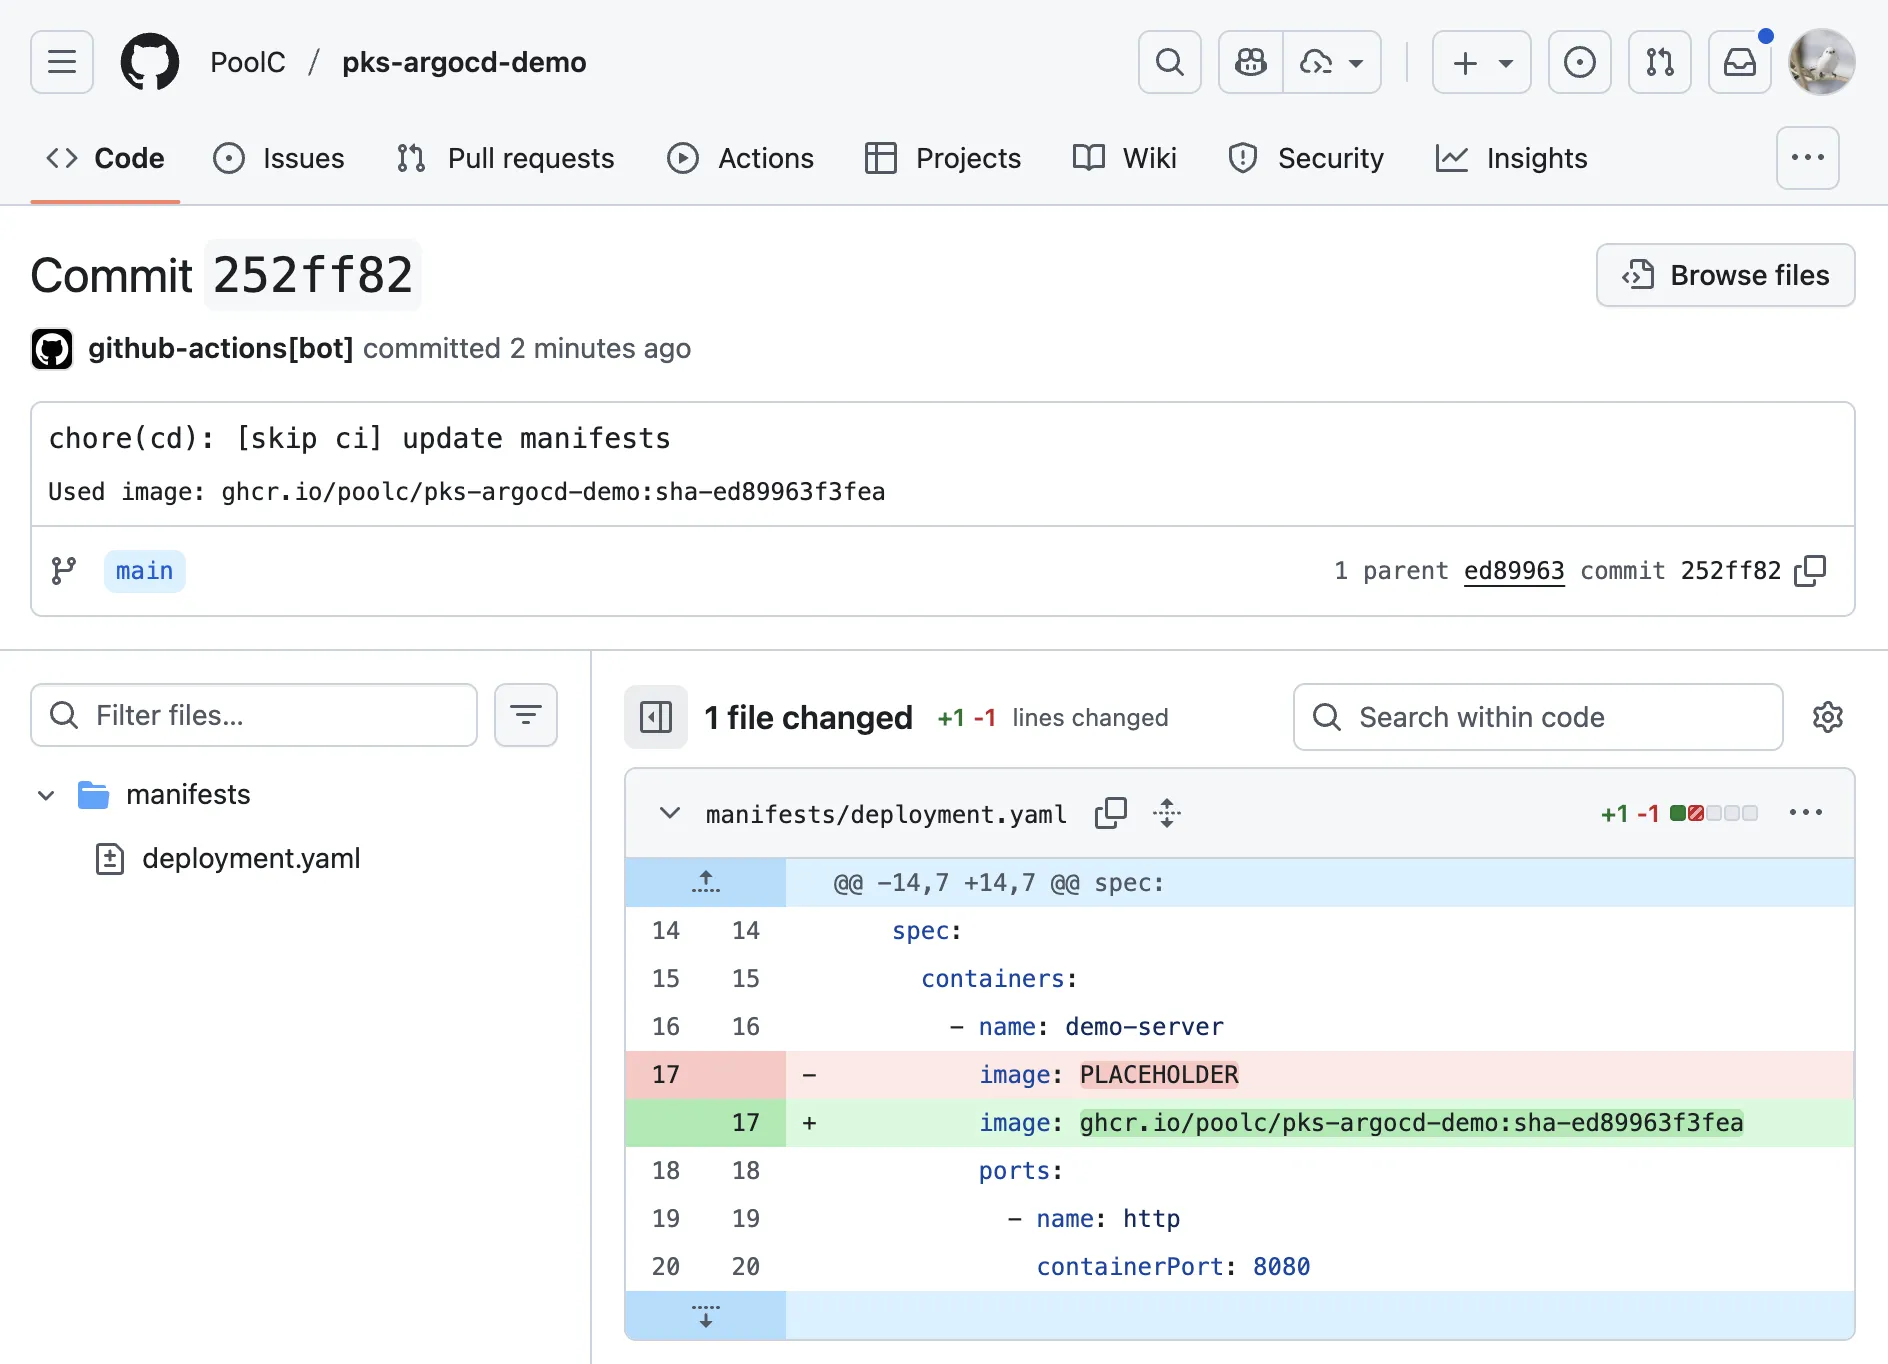 PoolC / pks-argocd-demo
Code Issues Pull requests Actions Projects Wiki Security Insights
Commit 252ff82
Browse files
github-actions[bot] committed 2 minutes ago
chore(cd): [skip ci] update manifests
Used image: ghcr.io/poolc/pks-argocd-demo:sha-ed89963f3fea
main
1 parent ed89963 commit 252ff82
Filter files...
manifests
deployment.yaml
1 file changed +1 -1 lines changed
Search within code
manifests/deployment.yaml
+1 -1
@@ -14,7 +14,7 @@ spec:
14 14 spec:
15 15 containers:
16 16 - name: demo-server
17 - image: PLACEHOLDER
17 + image: ghcr.io/poolc/pks-argocd-demo:sha-ed89963f3fea
18 18 ports:
19 19 - name: http
20 20 containerPort: 8080